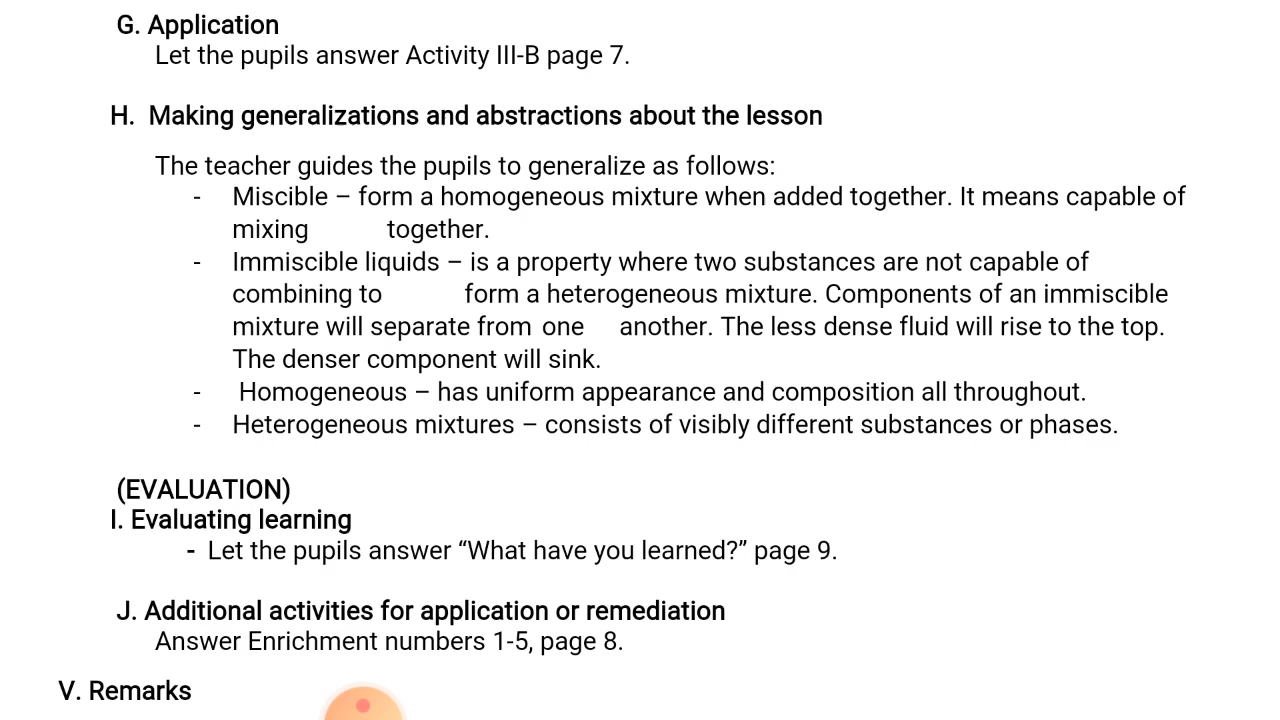 G. Application
Let the pupils answer Activity III-B page 7.
H. Making generalizations and abstractions about the lesson
The teacher guides the pupils to generalize as follows:
- Miscible – form a homogeneous mixture when added together. It means capable of
mixing together.
- Immiscible liquids – is a property where two substances are not capable of
combining to form a heterogeneous mixture. Components of an immiscible
mixture will separate from one another. The less dense fluid will rise to the top.
The denser component will sink.
- Homogeneous – has uniform appearance and composition all throughout.
- Heterogeneous mixtures – consists of visibly different substances or phases.
(EVALUATION)
I. Evaluating learning
- Let the pupils answer “What have you learned?” page 9.
J. Additional activities for application or remediation
Answer Enrichment numbers 1-5, page 8.
V. Remarks